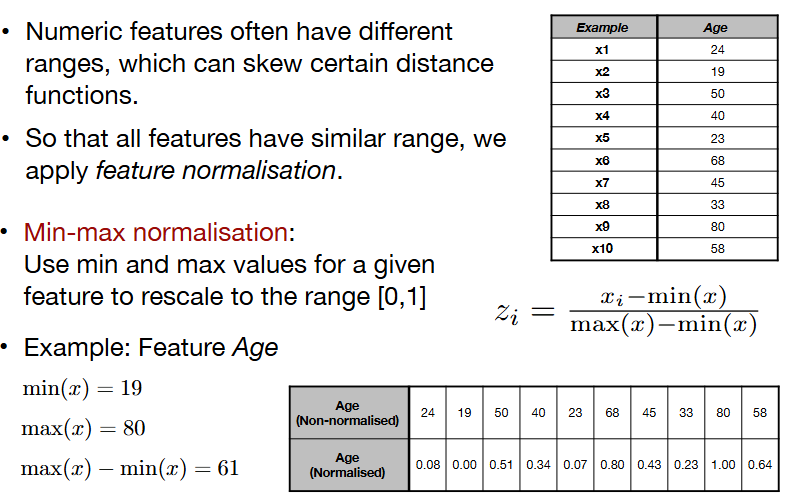 • Numeric features often have different
ranges, which can skew certain distance
functions.
• So that all features have similar range, we
apply feature normalisation.
• Min-max normalisation:
Use min and max values for a given
feature to rescale to the range [0,1]
• Example: Feature Age
min(x) = 19
max(x) = 80
max(x) − min(x) = 61
Example Age
x1 24
x2 19
x3 50
x4 40
x5 23
x6 68
x7 45
x8 33
x9 80
x10 58
z_i = (x_i − min(x)) / (max(x) − min(x))
Age
(Non-normalised) 24 19 50 40 23 68 45 33 80 58
Age
(Normalised) 0.08 0.00 0.51 0.34 0.07 0.80 0.43 0.23 1.00 0.64